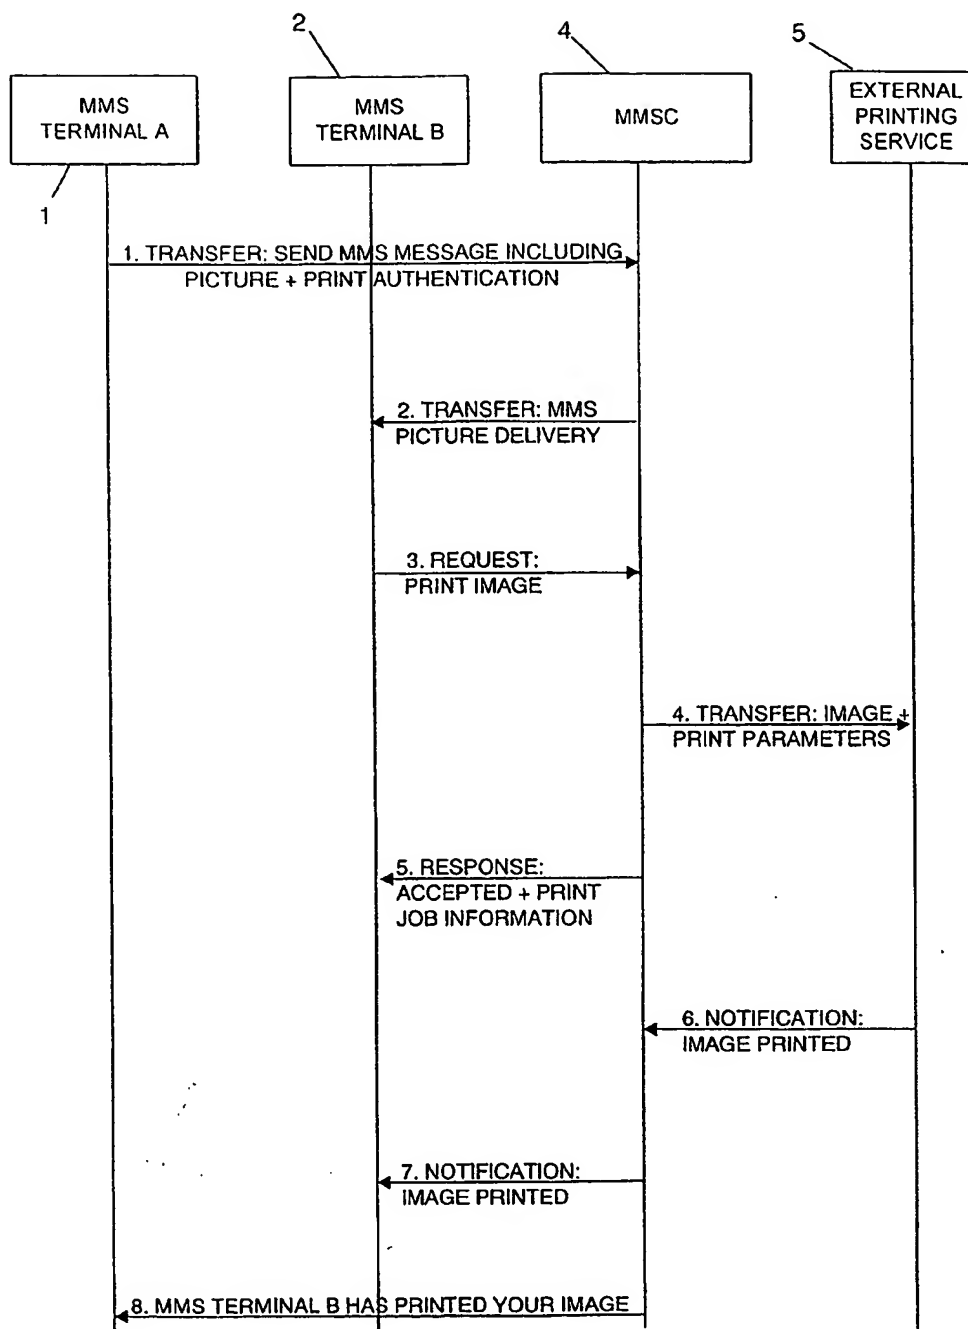 2
4
5
MMS
TERMINAL A
MMS
TERMINAL B
MMSC
EXTERNAL
PRINTING
SERVICE
1
1. TRANSFER: SEND MMS MESSAGE INCLUDING
PICTURE + PRINT AUTHENTICATION
2. TRANSFER: MMS
PICTURE DELIVERY
3. REQUEST:
PRINT IMAGE
4. TRANSFER: IMAGE +
PRINT PARAMETERS
5. RESPONSE:
ACCEPTED + PRINT
JOB INFORMATION
6. NOTIFICATION:
IMAGE PRINTED
7. NOTIFICATION:
IMAGE PRINTED
8. MMS TERMINAL B HAS PRINTED YOUR IMAGE